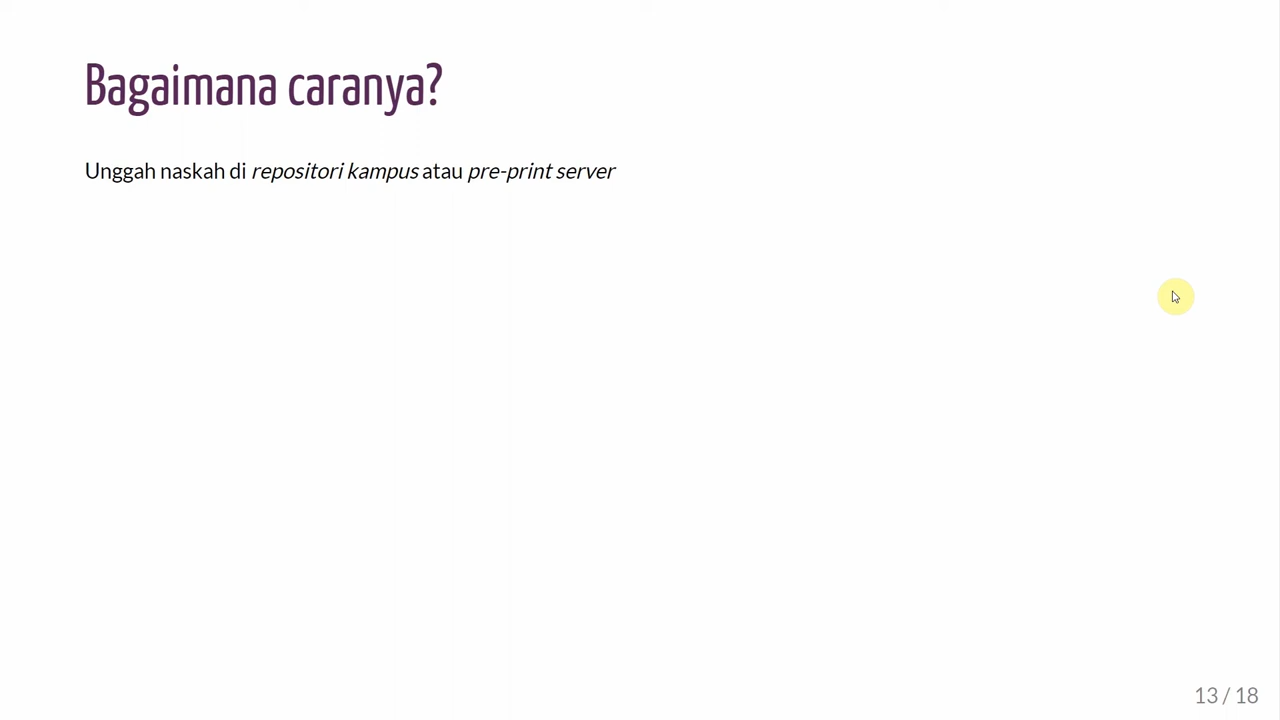 Bagaimana caranya?
Unggah naskah di repositori kampus atau pre-print server
13 / 18